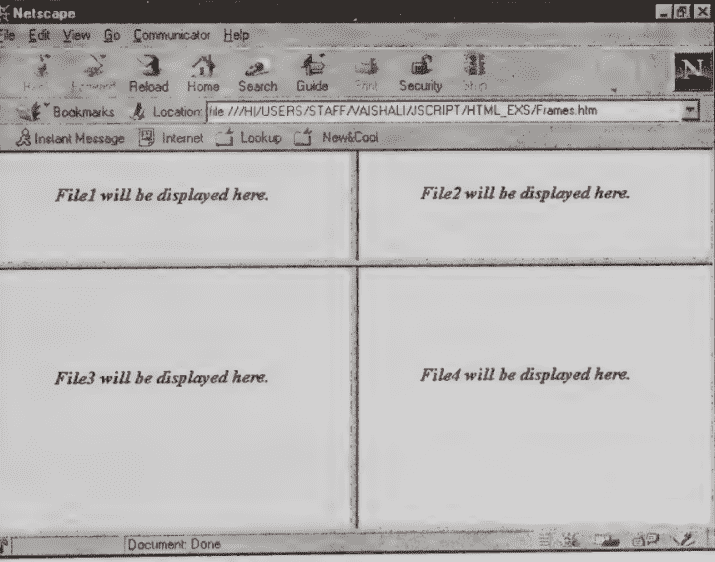 Netscape
File Edit View Go Communicator Help
Reload Home Search Guide Print Security Stop
Bookmarks Location: file:///H|/USERS/STAFF/VAISHALI/JSCRIPT/HTML_EXS/Frames.htm
Instant Message Internet Lookup New&Cool
File1 will be displayed here. File2 will be displayed here.
File3 will be displayed here. File4 will be displayed here.
Document: Done
N